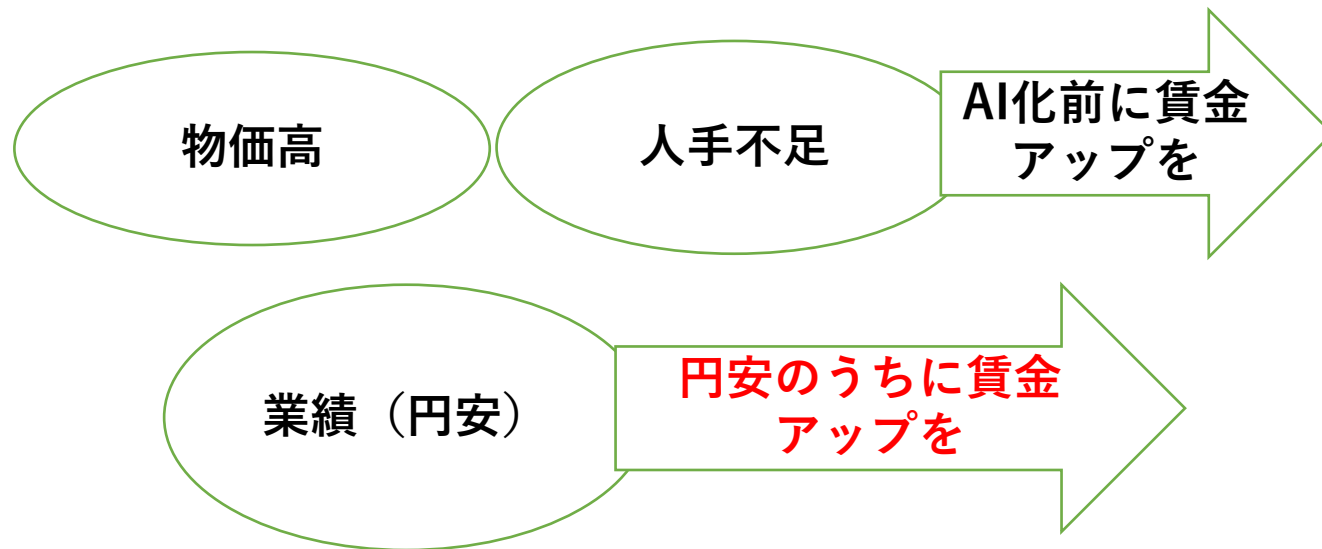 物価高
人手不足
AI化前に賃金
アップを
業績（円安）
円安のうちに賃金
アップを